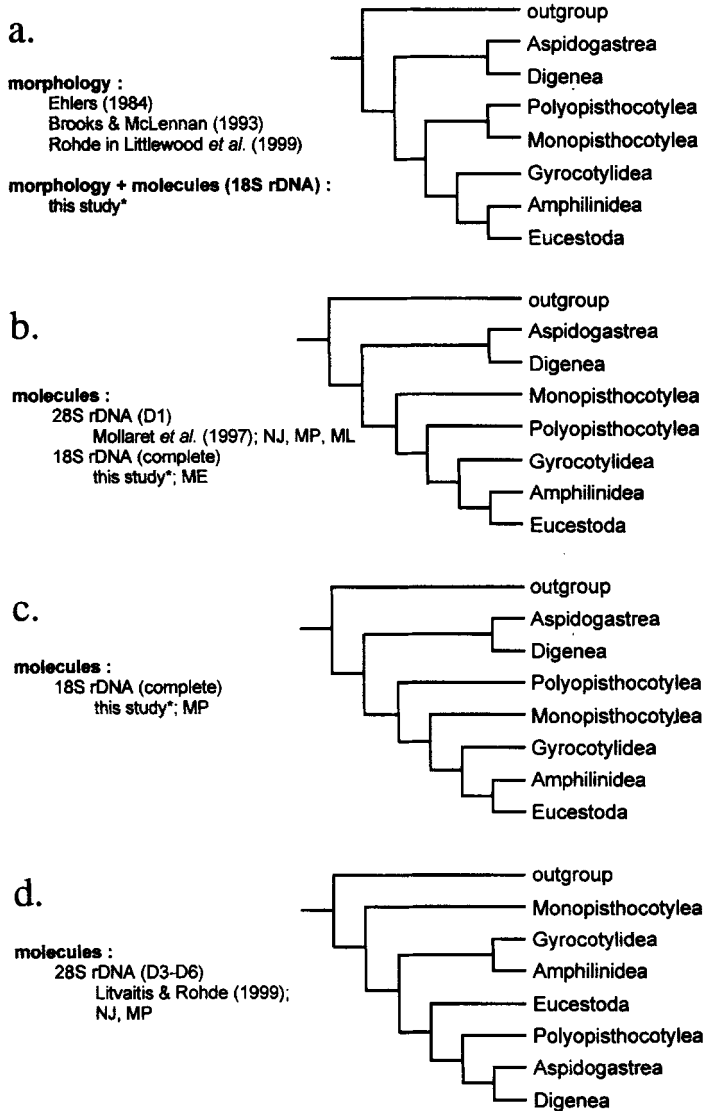 a.
morphology :
Ehlers (1984)
Brooks & McLennan (1993)
Rohde in Littlewood et al. (1999)
morphology + molecules (18S rDNA) :
this study*
outgroup
Aspidogastrea
Digenea
Polyopisthocotylea
Monopisthocotylea
Gyrocotylidea
Amphilinidea
Eucestoda
b.
molecules :
28S rDNA (D1)
Mollaret et al. (1997); NJ, MP, ML
18S rDNA (complete)
this study*; ME
outgroup
Aspidogastrea
Digenea
Monopisthocotylea
Polyopisthocotylea
Gyrocotylidea
Amphilinidea
Eucestoda
c.
molecules :
18S rDNA (complete)
this study*; MP
outgroup
Aspidogastrea
Digenea
Polyopisthocotylea
Monopisthocotylea
Gyrocotylidea
Amphilinidea
Eucestoda
d.
molecules :
28S rDNA (D3-D6)
Litvaitis & Rohde (1999);
NJ, MP
outgroup
Monopisthocotylea
Gyrocotylidea
Amphilinidea
Eucestoda
Polyopisthocotylea
Aspidogastrea
Digenea